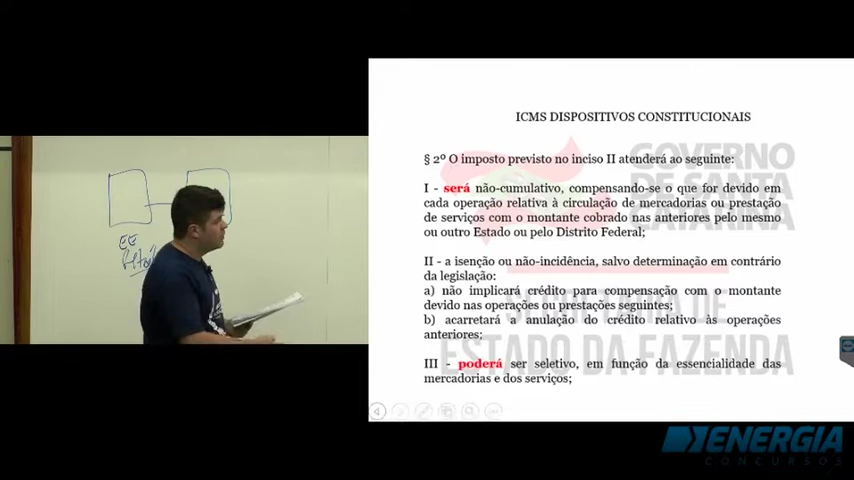 ICMS DISPOSITIVOS CONSTITUCIONAIS
§ 2º O imposto previsto no inciso II atenderá ao seguinte:
I - será não-cumulativo, compensando-se o que for devido em
cada operação relativa à circulação de mercadorias ou prestação
de serviços com o montante cobrado nas anteriores pelo mesmo
ou outro Estado ou pelo Distrito Federal;
II - a isenção ou não-incidência, salvo determinação em contrário
da legislação:
a) não implicará crédito para compensação com o montante
devido nas operações ou prestações seguintes;
b) acarretará a anulação do crédito relativo às operações
anteriores;
III - poderá ser seletivo, em função da essencialidade das
mercadorias e dos serviços;
GOVERNO
DE SANTA
CATARINA
SECRETARIA DE
ESTADO DA FAZENDA
EE
ENERGIA
CONCURSOS